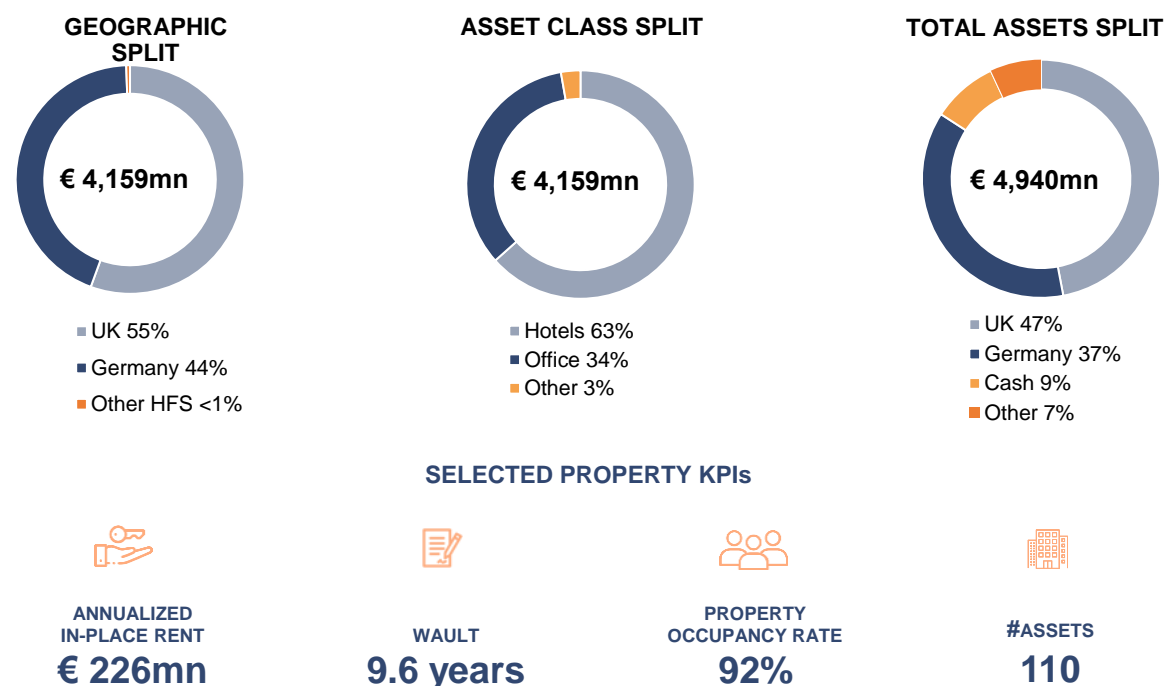 GEOGRAPHIC
SPLIT
€ 4,159mn
UK 55%
Germany 44%
Other HFS <1%
ASSET CLASS SPLIT
€ 4,159mn
Hotels 63%
Office 34%
Other 3%
TOTAL ASSETS SPLIT
€ 4,940mn
UK 47%
Germany 37%
Cash 9%
Other 7%
SELECTED PROPERTY KPIs
ANNUALIZED
IN-PLACE RENT
€ 226mn
WAULT
9.6 years
PROPERTY
OCCUPANCY RATE
92%
#ASSETS
110